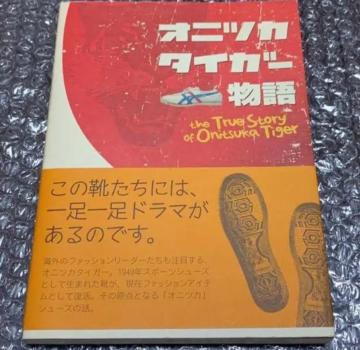 オニツカ
タイガー
物語
the True Story
of Onitsuka Tiger
この靴たちには、
一足一足ドラマが
あるのです。
海外のファッションリーダーたちも注目する、
オニツカタイガー。1949年スポーツシューズ
として生まれた靴が、現在ファッションアイテ
ムとして復活。その原点となる「オニツカ」
シューズの話。